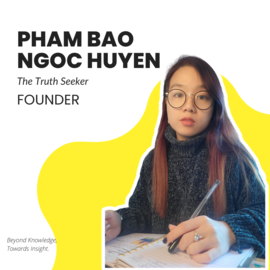 PHAM BAO
NGOC HUYEN
The Truth Seeker
FOUNDER
Beyond Knowledge,
Towards Insight.